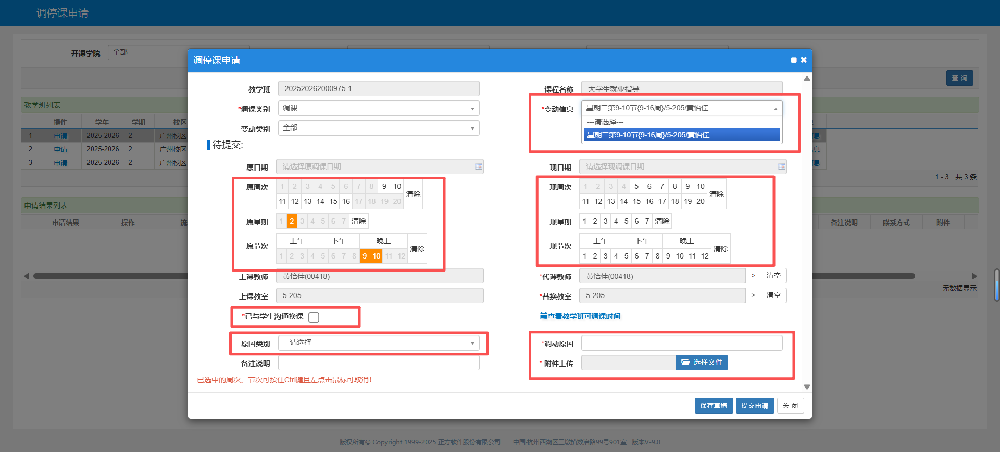 调停课申请
开课学院 全部
查 询
调停课申请
教学班 202520262000975-1 课程名称 大学生就业指导
*调课类别 调课 *变动信息 星期二第9-10节{9-16周}/5-205/黄怡佳
---请选择---
变动类别 全部
星期二第9-10节{9-16周}/5-205/黄怡佳
待提交:
原日期 请选择原调课日期 现日期 请选择现调课日期
原周次 1 2 3 4 5 6 7 8 9 10 现周次 1 2 3 4 5 6 7 8 9 10
清除 清除
11 12 13 14 15 16 17 18 19 20 11 12 13 14 15 16 17 18 19 20
原星期 1 2 3 4 5 6 7 清除 现星期 1 2 3 4 5 6 7 清除
上午 下午 晚上 上午 下午 晚上
原节次 清除 现节次 清除
1 2 3 4 5 6 7 8 9 10 11 12 1 2 3 4 5 6 7 8 9 10 11 12
上课教师 黄怡佳(00418) *代课教师 黄怡佳(00418) > 清空
上课教室 5-205 *替换教室 5-205 > 清空
*已与学生沟通换课 查看教学班可调课时间
原因类别 ---请选择--- *调动原因
备注说明 * 附件上传 选择文件
已选中的周次、节次可按住Ctrl键且左点击鼠标可取消!
保存草稿 提交申请 关 闭
教学班列表
操作 学年 学期 校区
1 申请 2025-2026 2 广州校区
2 申请 2025-2026 2 广州校区
3 申请 2025-2026 2 广州校区
1 - 3 共 3 条
申请结果列表
申请结果 操作 流 备注说明 联系方式 附件
无数据显示
版权所有© Copyright 1999-2025 正方软件股份有限公司 中国·杭州西湖区三墩镇数治路99号901室 版本V-9.0